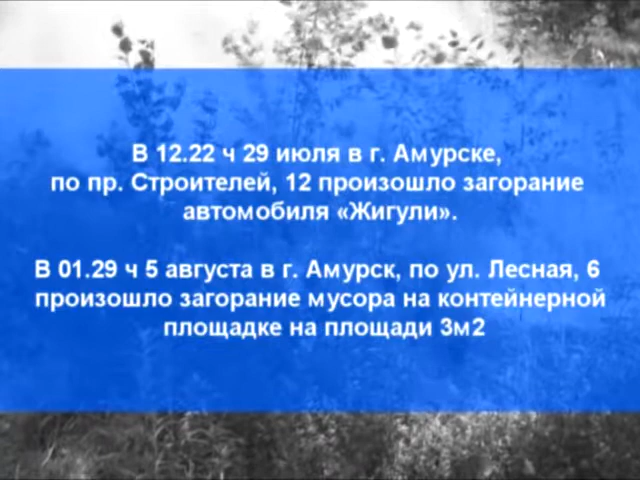 В 12.22 ч 29 июля в г. Амурске,
по пр. Строителей, 12 произошло загорание
автомобиля «Жигули».
В 01.29 ч 5 августа в г. Амурск, по ул. Лесная, 6
произошло загорание мусора на контейнерной
площадке на площади 3м2